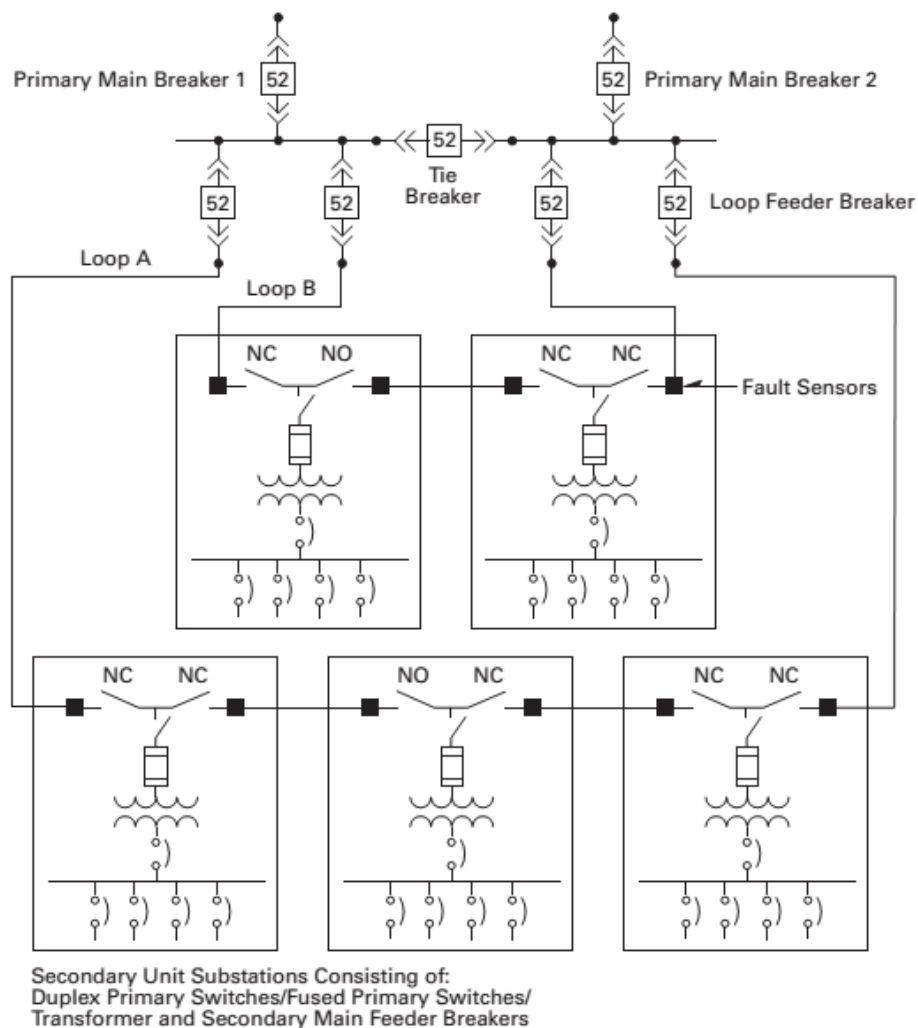 Primary Main Breaker 1
52
52
Primary Main Breaker 2
52
Tie
Breaker
52
52
52
52
Loop Feeder Breaker
Loop A
Loop B
NC
NO
NC
NC
Fault Sensors
NC
NC
NO
NC
NC
NC
Secondary Unit Substations Consisting of:
Duplex Primary Switches/Fused Primary Switches/
Transformer and Secondary Main Feeder Breakers